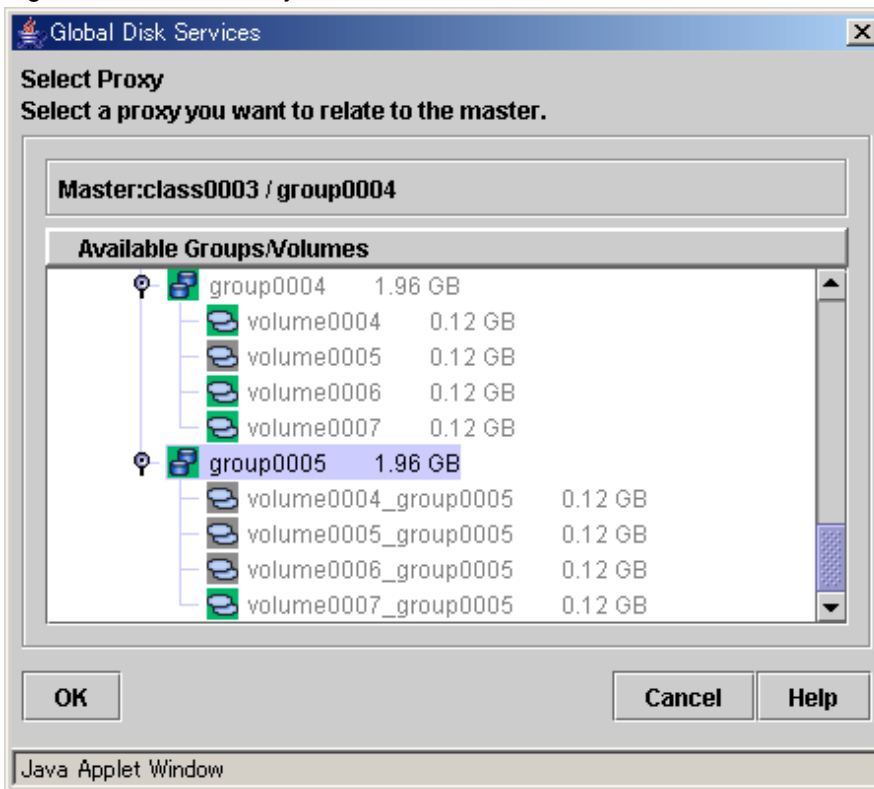 Global Disk Services
Select Proxy
Select a proxy you want to relate to the master.
Master:class0003 / group0004
Available Groups/Volumes
group0004 1.96 GB
volume0004 0.12 GB
volume0005 0.12 GB
volume0006 0.12 GB
volume0007 0.12 GB
group0005 1.96 GB
volume0004_group0005 0.12 GB
volume0005_group0005 0.12 GB
volume0006_group0005 0.12 GB
volume0007_group0005 0.12 GB
OK Cancel Help
Java Applet Window